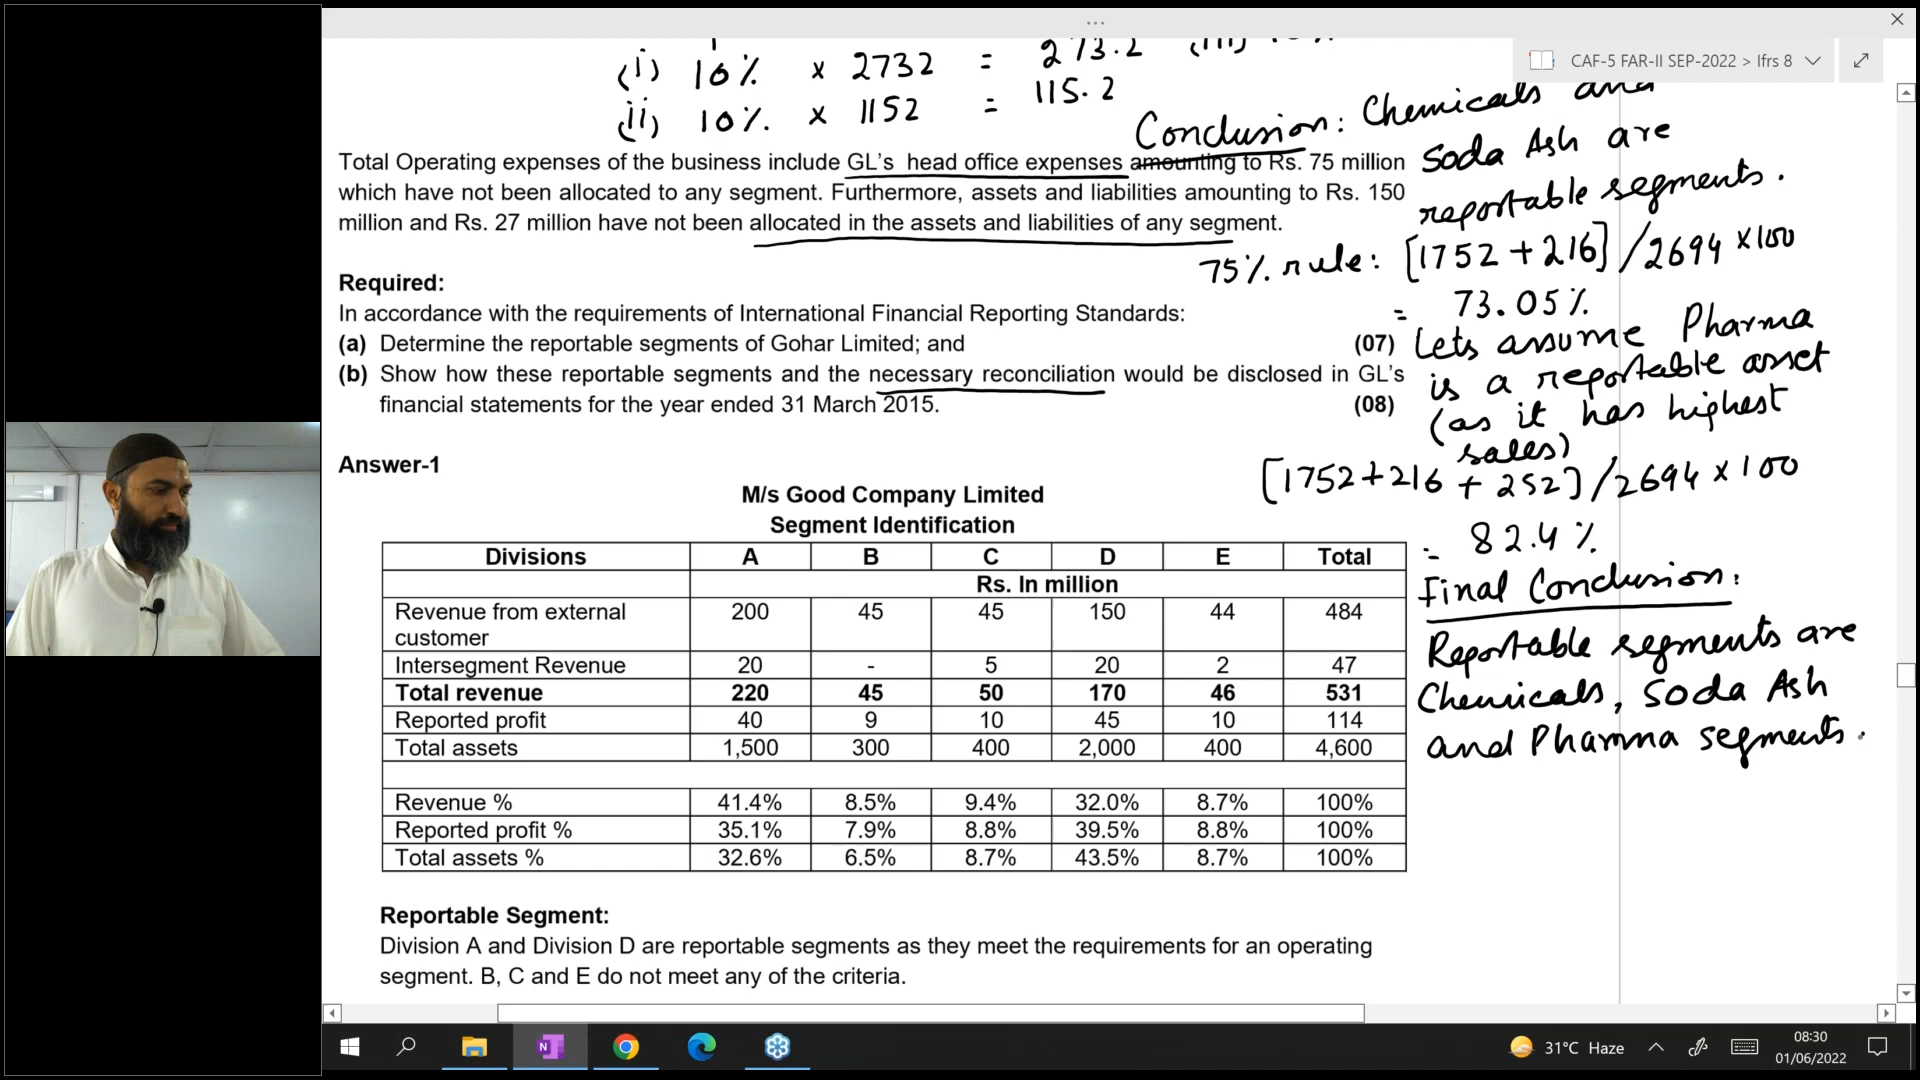 CAF-5 FAR-II SEP-2022 > Ifrs 8
(i) 10% x 2732 = 273.2
(ii) 10% x 1152 = 115.2
Conclusion: Chemicals and
Soda Ash are
reportable segments.
Total Operating expenses of the business include GL's head office expenses amounting to Rs. 75 million
which have not been allocated to any segment. Furthermore, assets and liabilities amounting to Rs. 150
million and Rs. 27 million have not been allocated in the assets and liabilities of any segment.
75% rule: [1752 + 216] / 2694 x 100
= 73.05%
Required:
In accordance with the requirements of International Financial Reporting Standards:
(a) Determine the reportable segments of Gohar Limited; and (07)
(b) Show how these reportable segments and the necessary reconciliation would be disclosed in GL's
financial statements for the year ended 31 March 2015. (08)
Lets assume Pharma
is a reportable asset
(as it has highest
sales)
[1752+216 + 252] / 2694 x 100
= 82.4%
Final Conclusion:
Reportable segments are
Chemicals, Soda Ash
and Pharma segments.
Answer-1
M/s Good Company Limited
Segment Identification
Divisions A B C D E Total
Rs. In million
Revenue from external
customer 200 45 45 150 44 484
Intersegment Revenue 20 - 5 20 2 47
Total revenue 220 45 50 170 46 531
Reported profit 40 9 10 45 10 114
Total assets 1,500 300 400 2,000 400 4,600
Revenue % 41.4% 8.5% 9.4% 32.0% 8.7% 100%
Reported profit % 35.1% 7.9% 8.8% 39.5% 8.8% 100%
Total assets % 32.6% 6.5% 8.7% 43.5% 8.7% 100%
Reportable Segment:
Division A and Division D are reportable segments as they meet the requirements for an operating
segment. B, C and E do not meet any of the criteria.
31°C Haze
08:30
01/06/2022